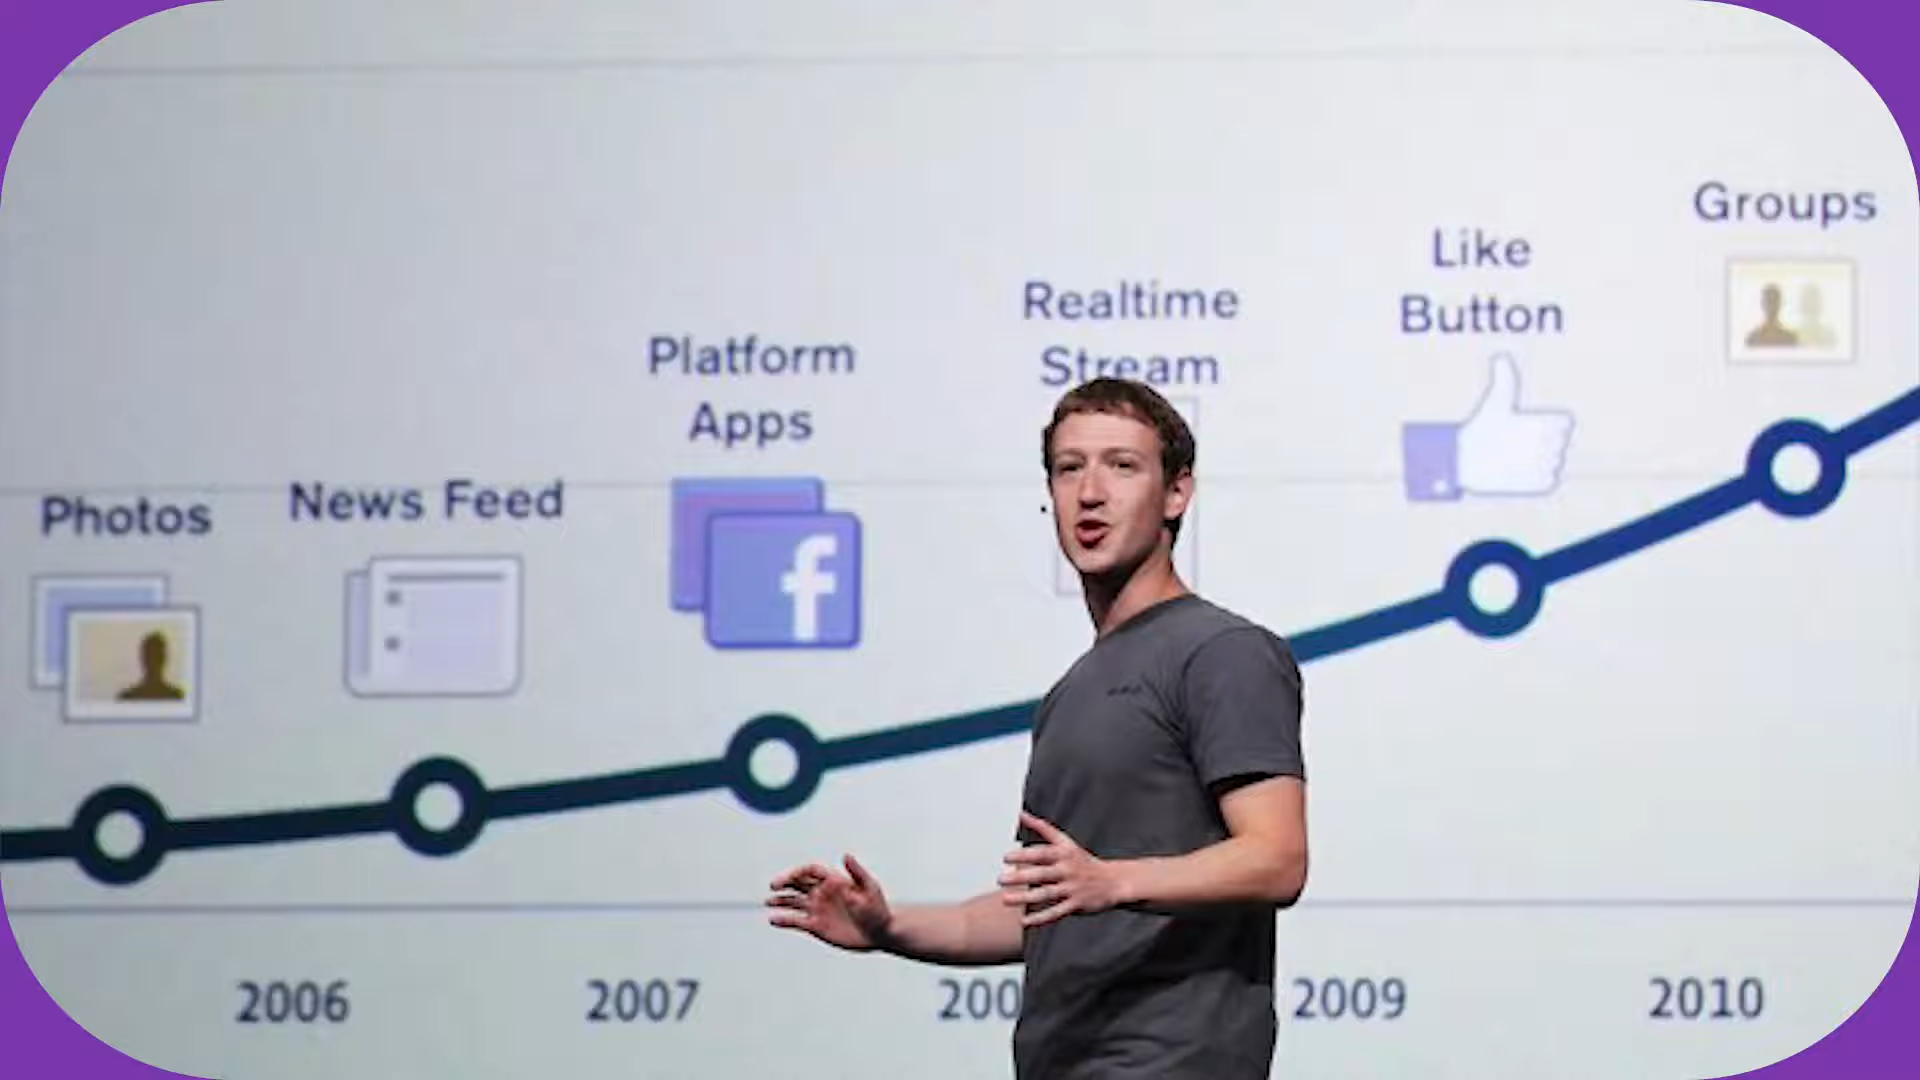 Groups
Like
Button
Realtime
Stream
Platform
Apps
News Feed
Photos
f
2006
2007
2009
2010